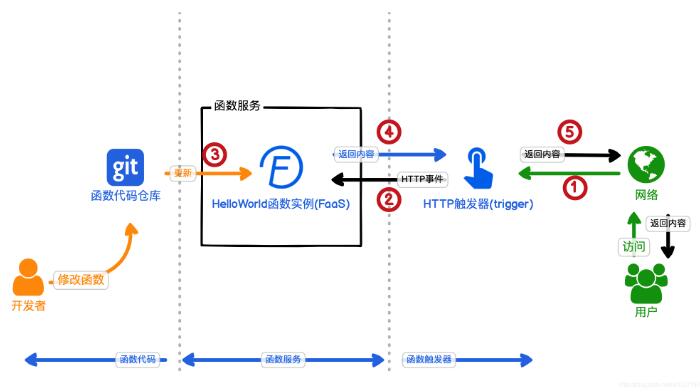 函数服务
④
⑤
③
返回内容
返回内容
git
更新
F
HTTP事件
①
②
函数代码仓库
HelloWorld函数实例(FaaS)
HTTP触发器(trigger)
网络
返回内容
访问
修改函数
开发者
用户
函数代码
函数服务
函数触发器